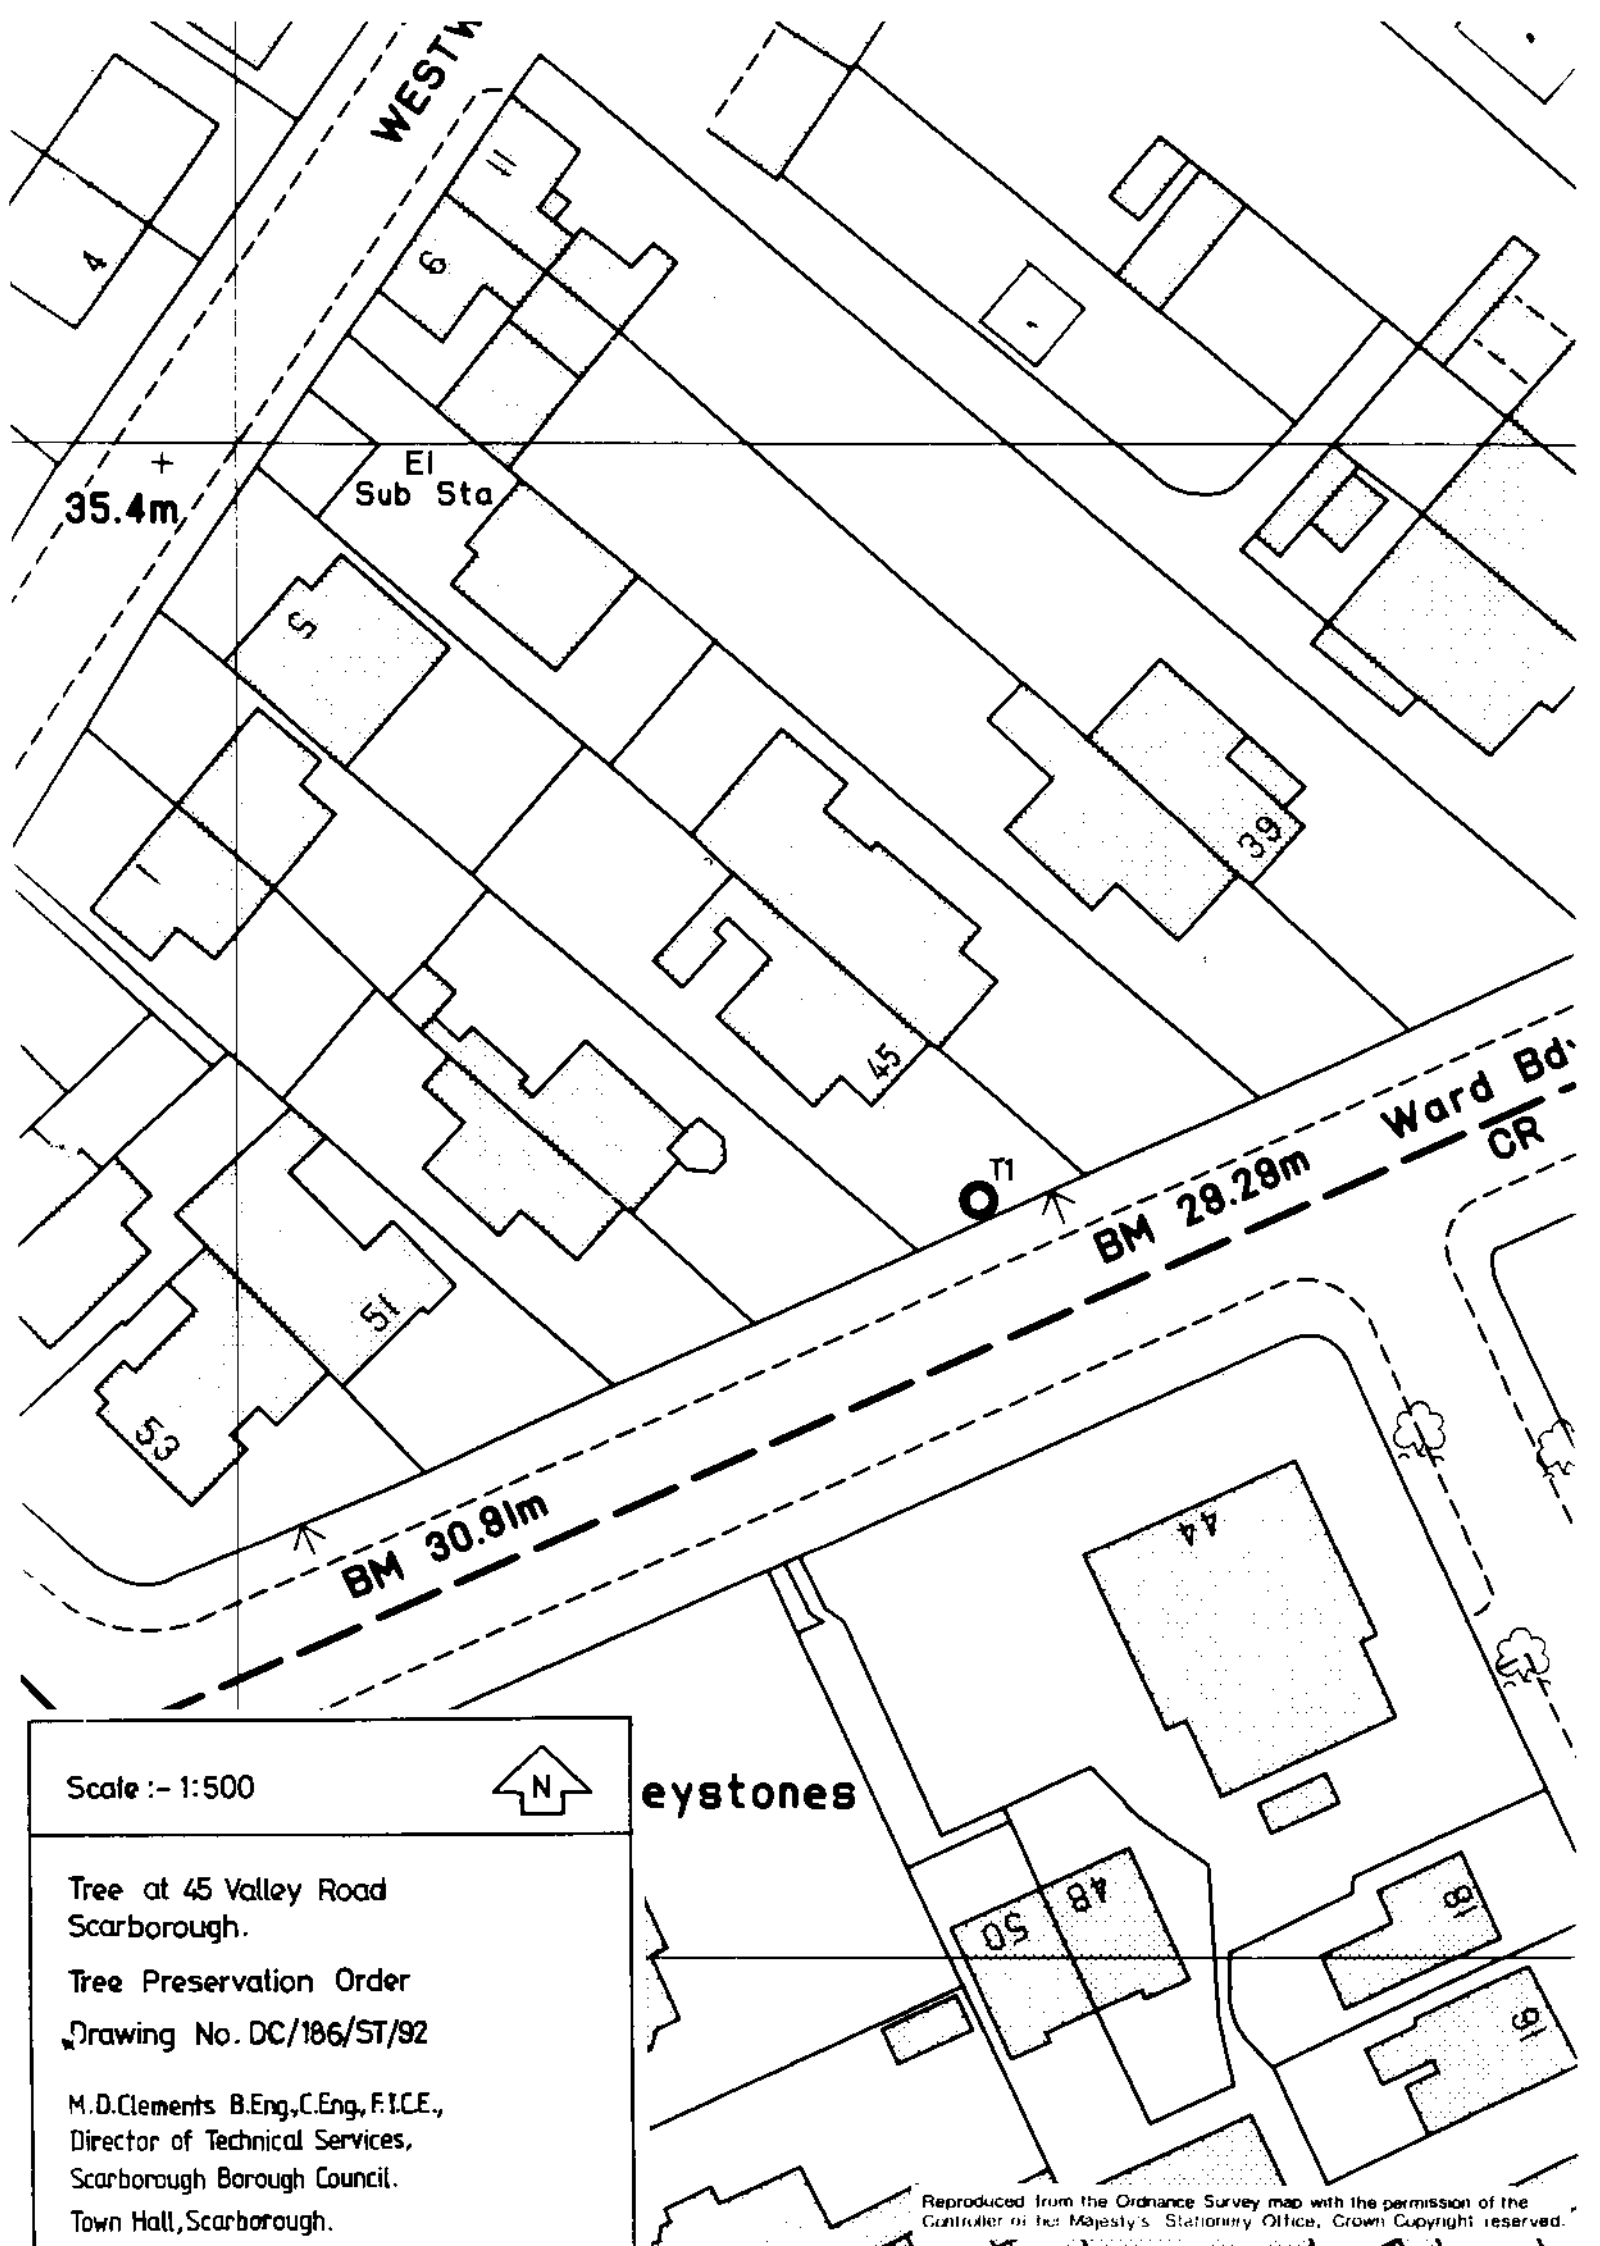 WESTW
11
9
4
El
Sub Sta
35.4m
5
1
39
45
T1
Ward Bdy
CR
BM 28.28m
51
53
BM 30.81m
44
Scale :- 1:500
N
eystones
Tree at 45 Valley Road
Scarborough.
Tree Preservation Order
Drawing No. DC/186/ST/92
M.D.Clements B.Eng.,C.Eng., F.I.C.E.,
Director of Technical Services,
Scarborough Borough Council.
Town Hall, Scarborough.
48
50
18
16
Reproduced from the Ordnance Survey map with the permission of the
Controller of her Majesty's Stationery Office, Crown Copyright reserved.